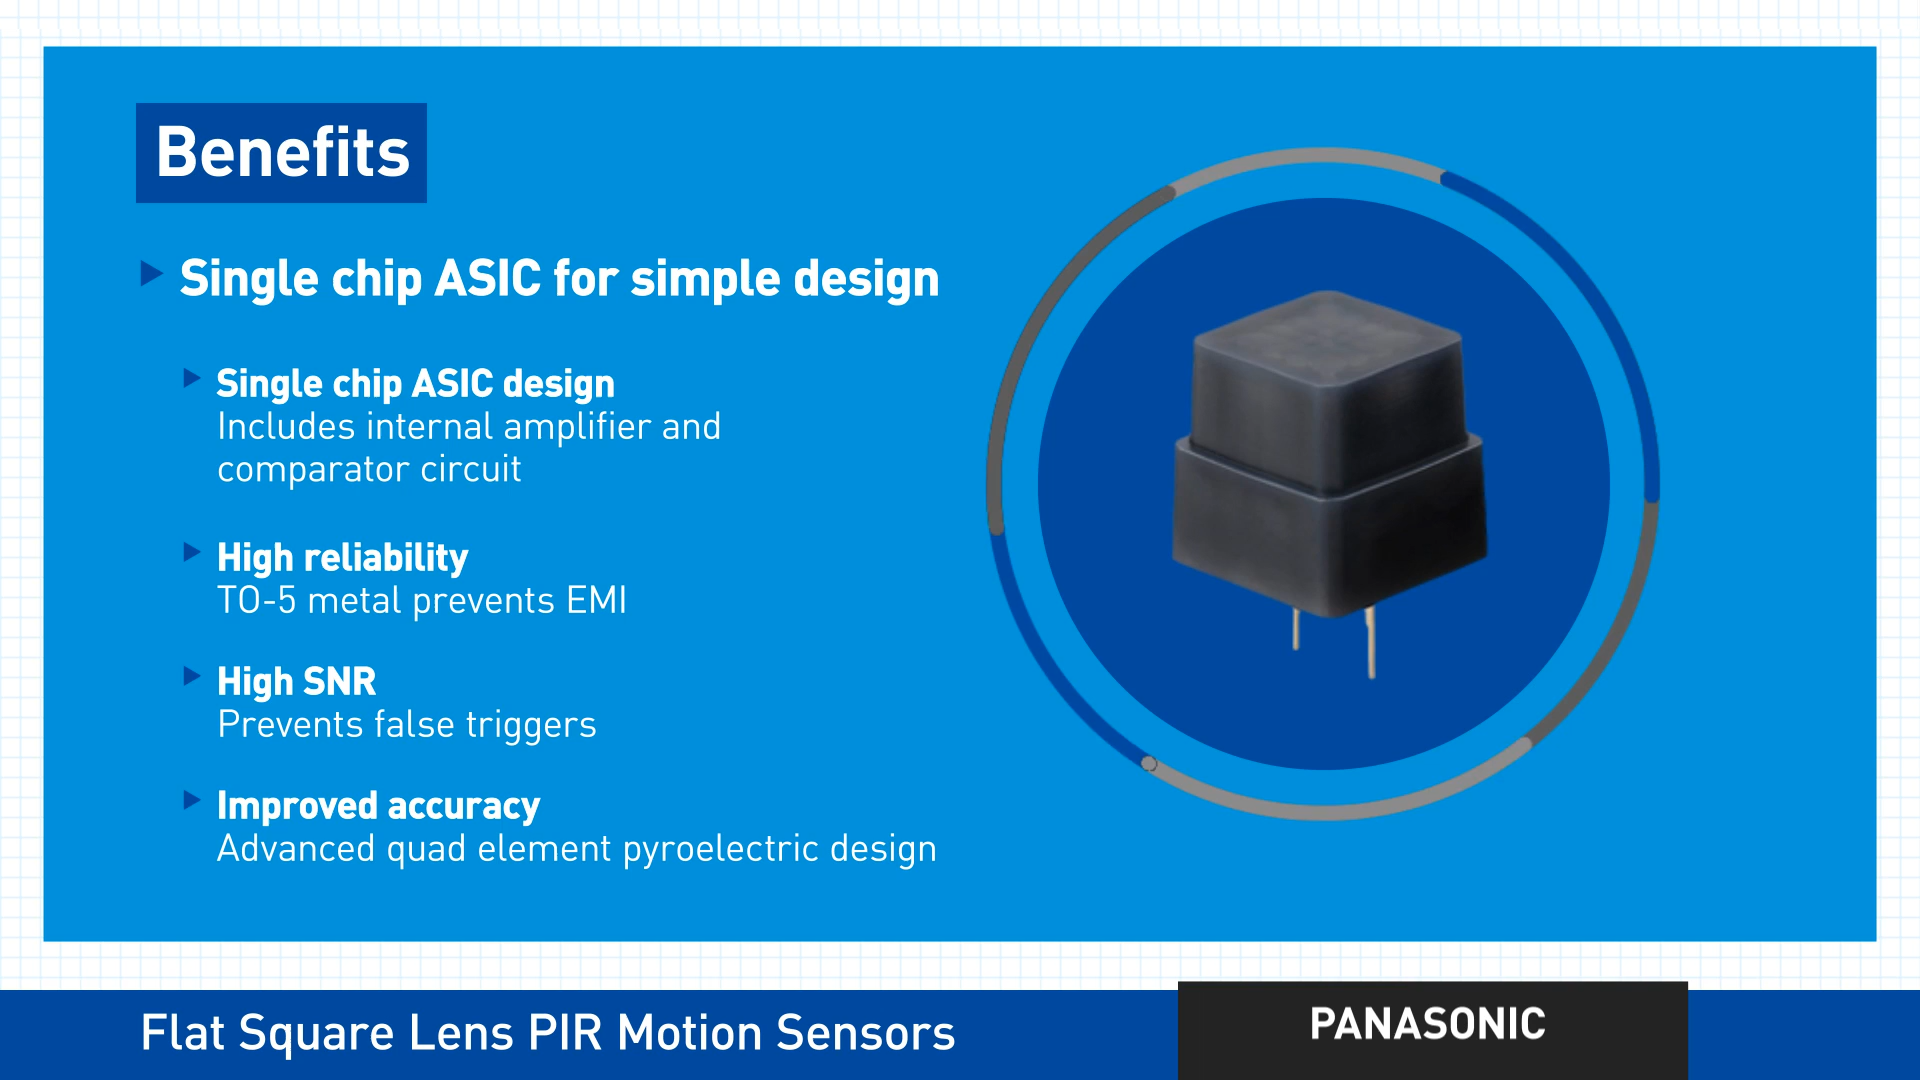 Benefits
Single chip ASIC for simple design
Single chip ASIC design
Includes internal amplifier and
comparator circuit
High reliability
TO-5 metal prevents EMI
High SNR
Prevents false triggers
Improved accuracy
Advanced quad element pyroelectric design
Flat Square Lens PIR Motion Sensors
PANASONIC